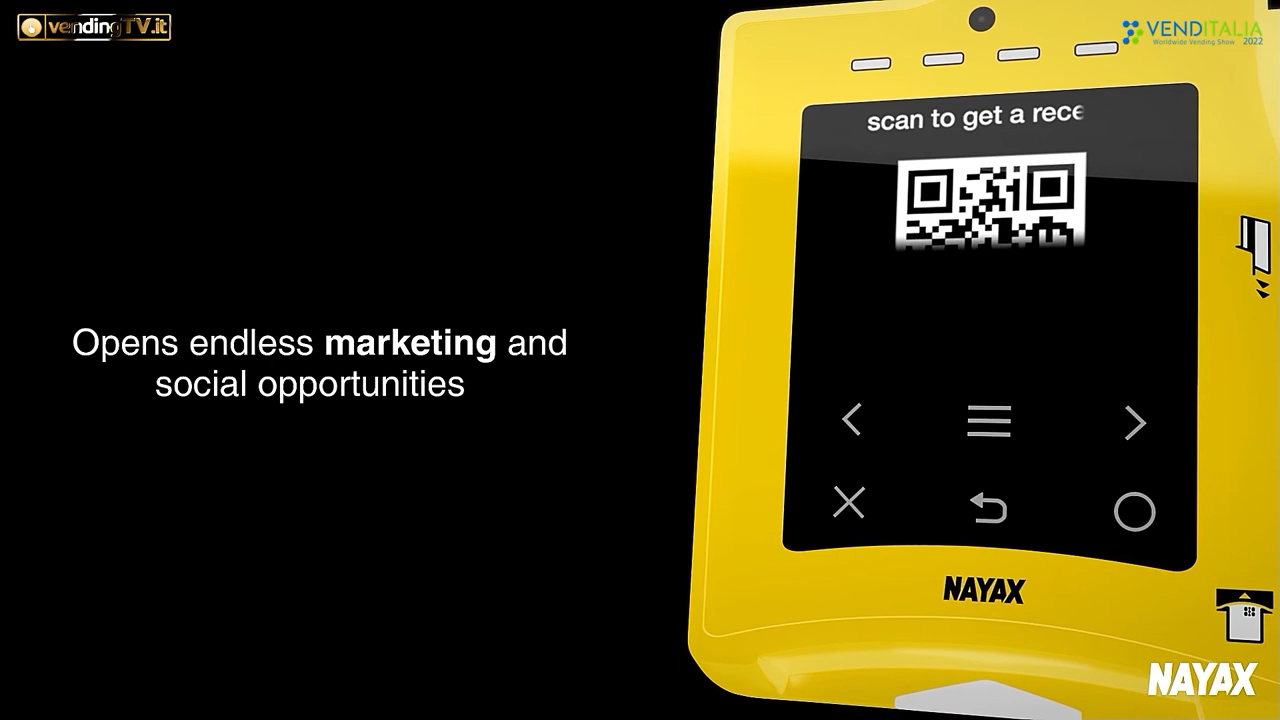 vendingTV.it
VENDITALIA
Worldwide Vending Show 2022
scan to get a rece
Opens endless marketing and
social opportunities
NAYAX
NAYAX